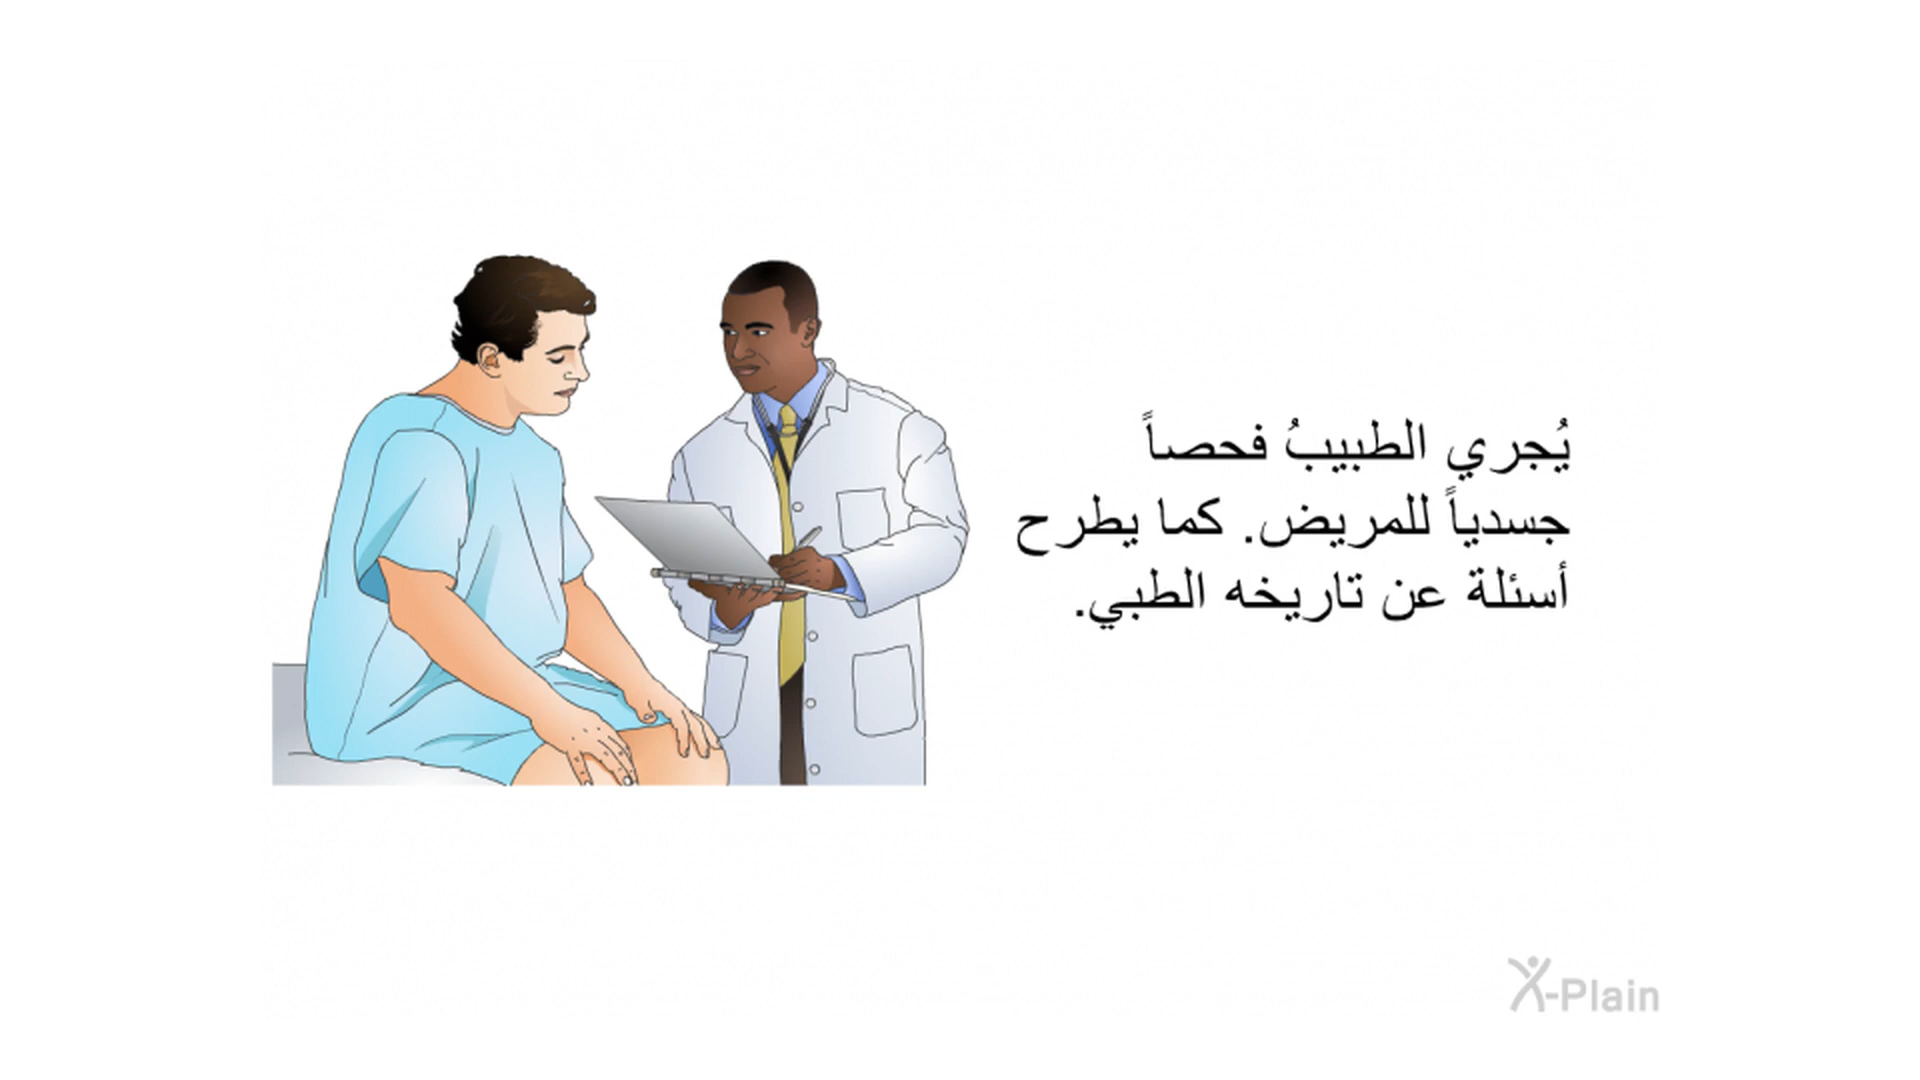 يُجري الطبيبُ فحصاً
جسدياً للمريض. كما يطرح
أسئلة عن تاريخه الطبي.
X-Plain